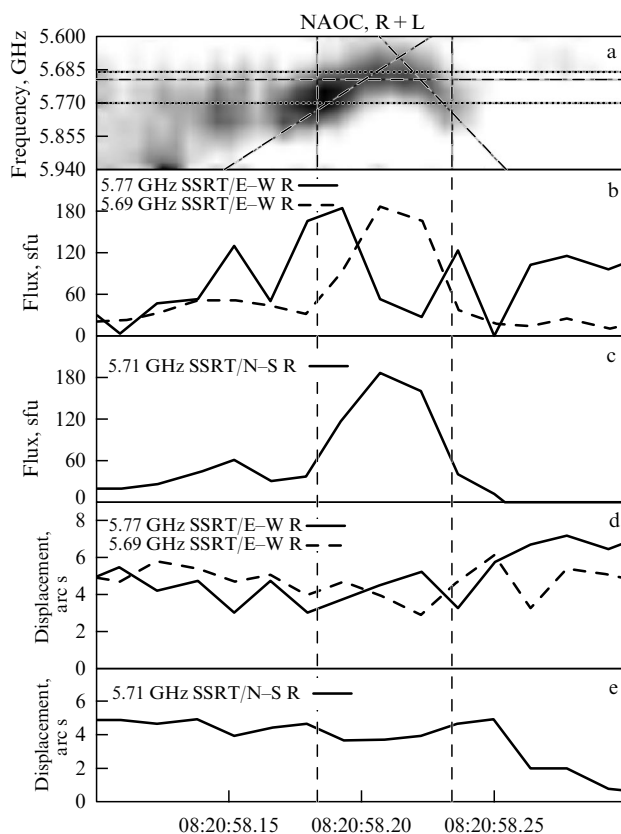 NAOC, R + L
a
Frequency, GHz
5.600
5.685
5.770
5.855
5.940
b
5.77 GHz SSRT/E–W R
5.69 GHz SSRT/E–W R
Flux, sfu
180
120
60
0
c
5.71 GHz SSRT/N–S R
Flux, sfu
180
120
60
0
d
5.77 GHz SSRT/E–W R
5.69 GHz SSRT/E–W R
Displacement,
arc s
8
6
4
2
0
e
5.71 GHz SSRT/N–S R
Displacement,
arc s
6
4
2
0
08:20:58.15
08:20:58.20
08:20:58.25